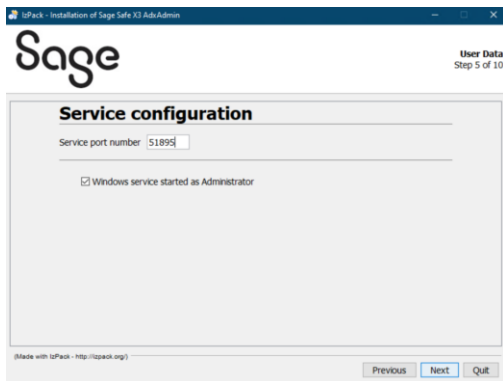 IzPack - Installation of Sage Safe X3 AdxAdmin
Sage
User Data
Step 5 of 10
Service configuration
Service port number 51895
Windows service started as Administrator
(Made with IzPack - http://izpack.org/)
Previous Next Quit